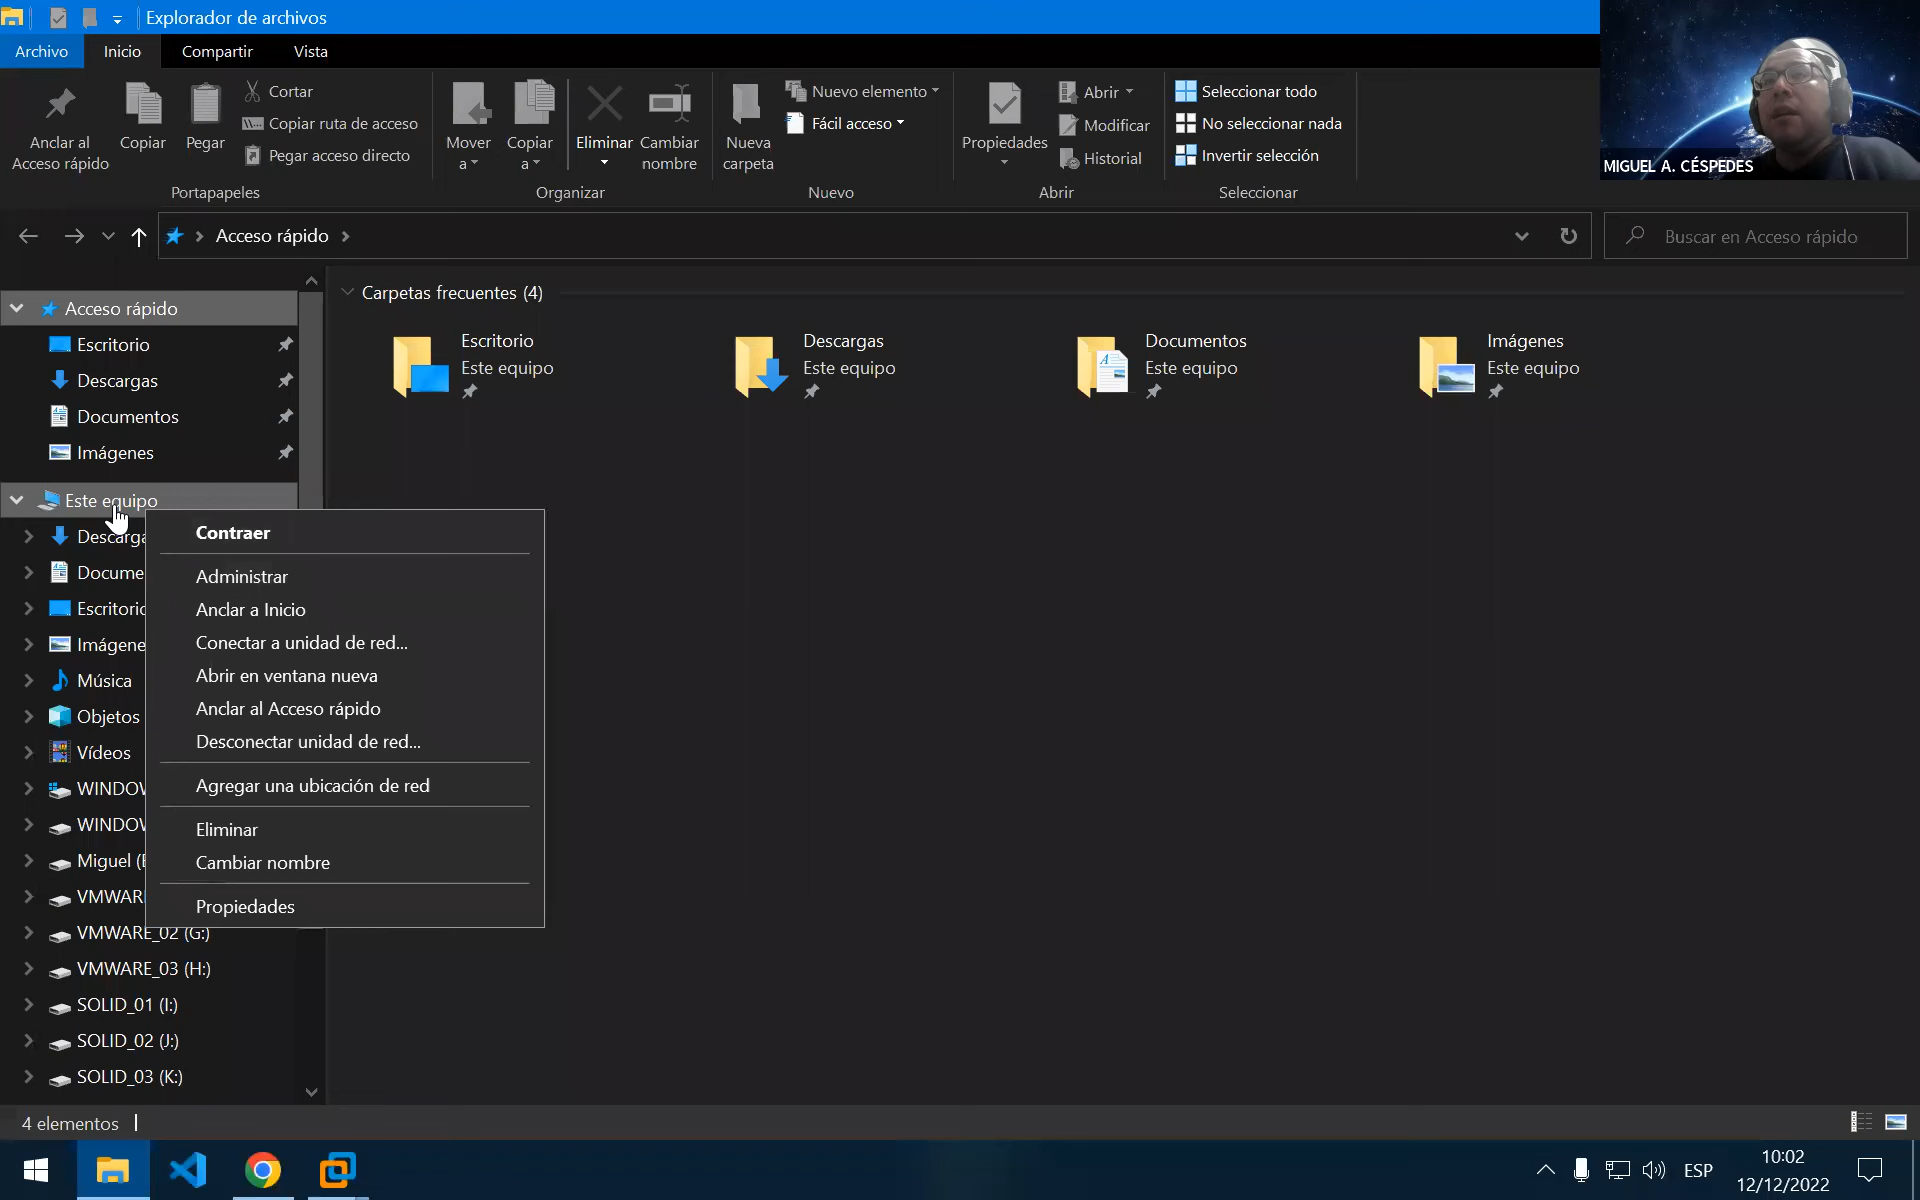 Explorador de archivos
Archivo
Inicio
Compartir
Vista
Anclar al
Acceso rápido
Copiar
Pegar
Cortar
Copiar ruta de acceso
Pegar acceso directo
Portapapeles
Mover
a
Copiar
a
Eliminar
Cambiar
nombre
Organizar
Nueva
carpeta
Nuevo elemento
Fácil acceso
Nuevo
Propiedades
Abrir
Modificar
Historial
Abrir
Seleccionar todo
No seleccionar nada
Invertir selección
Seleccionar
MIGUEL A. CÉSPEDES
Acceso rápido
Buscar en Acceso rápido
Acceso rápido
Escritorio
Descargas
Documentos
Imágenes
Este equipo
Descarga
Docume
Escritorio
Imágene
Música
Objetos
Vídeos
WINDOW
WINDOW
Miguel (E
VMWARE
VMWARE_02 (G:)
VMWARE_03 (H:)
SOLID_01 (I:)
SOLID_02 (J:)
SOLID_03 (K:)
Contraer
Administrar
Anclar a Inicio
Conectar a unidad de red...
Abrir en ventana nueva
Anclar al Acceso rápido
Desconectar unidad de red...
Agregar una ubicación de red
Eliminar
Cambiar nombre
Propiedades
Carpetas frecuentes (4)
Escritorio
Este equipo
Descargas
Este equipo
Documentos
Este equipo
Imágenes
Este equipo
4 elementos
ESP
10:02
12/12/2022